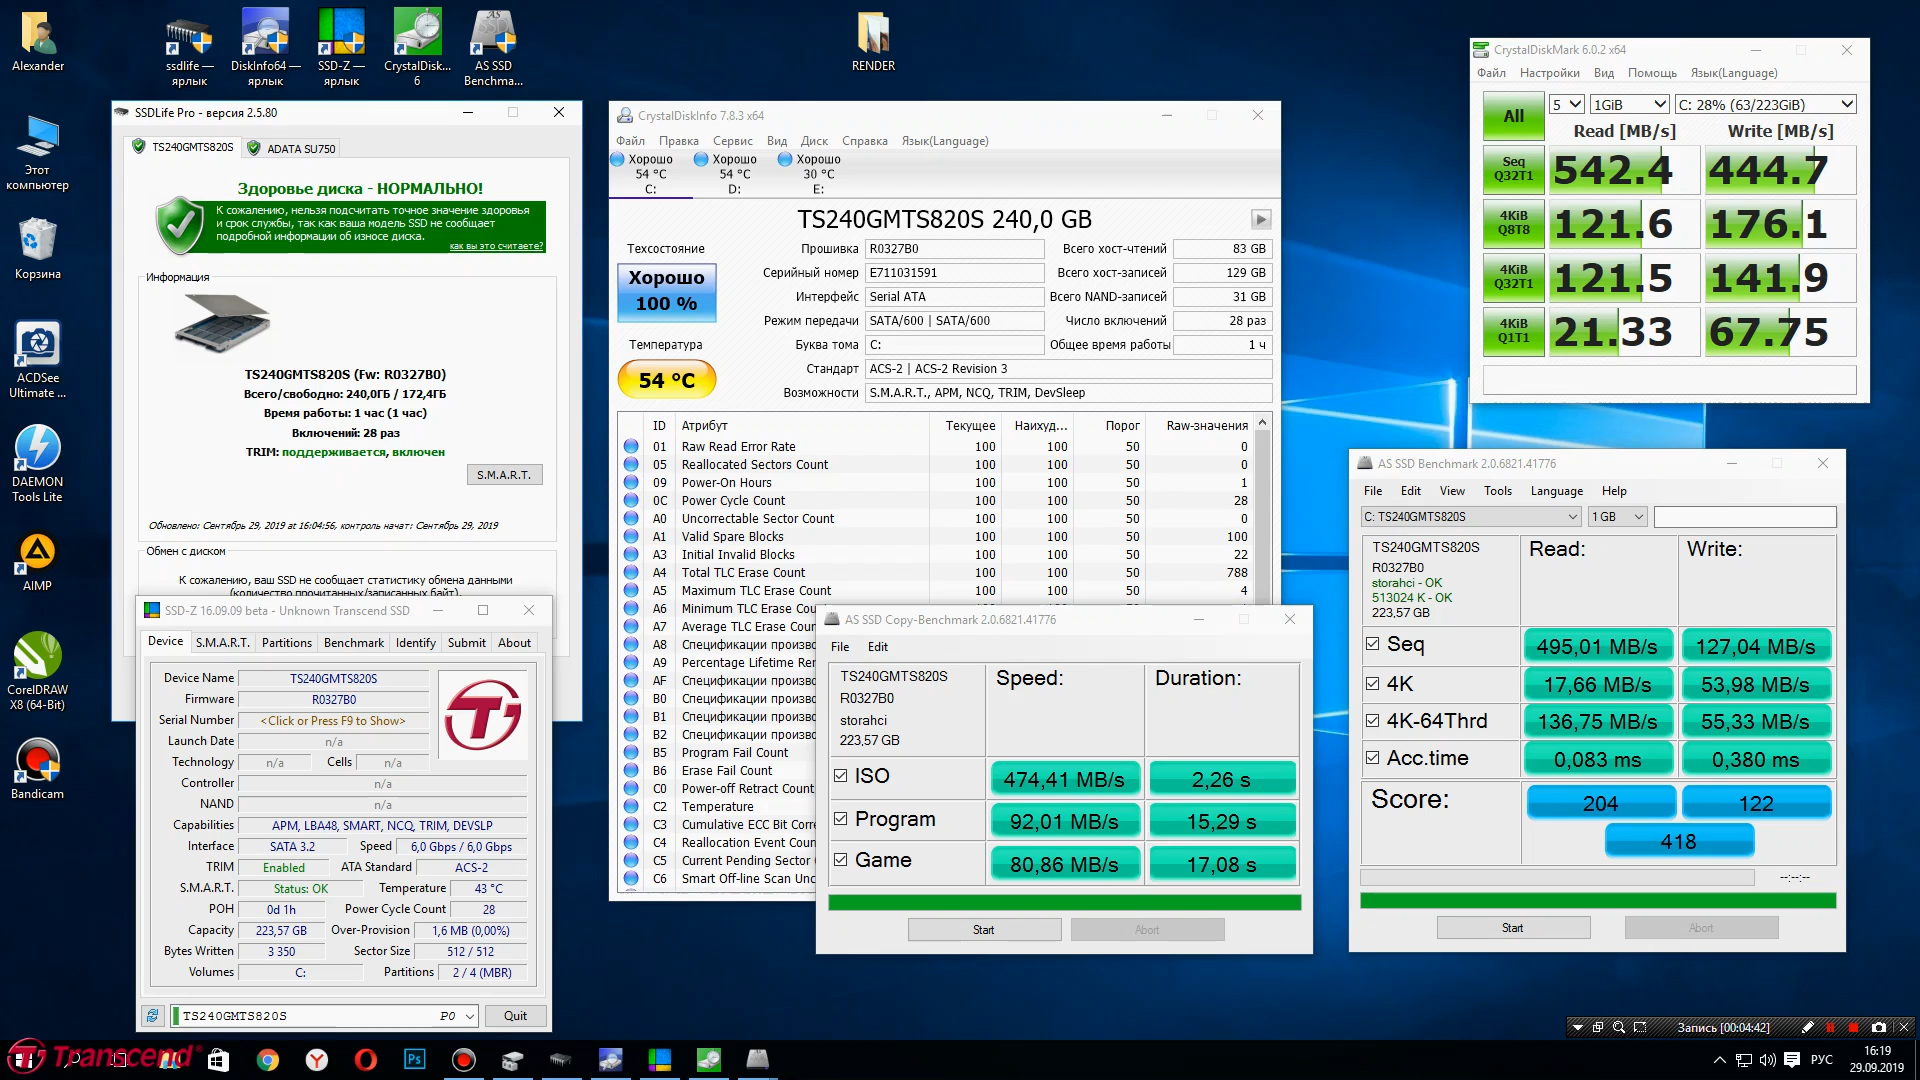 Alexander
Этот
компьютер
Корзина
ACDSee
Ultimate ...
DAEMON
Tools Lite
AIMP
CorelDRAW
X8 (64-Bit)
Bandicam
ssdlife —
ярлык
DiskInfo64 —
ярлык
SSD-Z —
ярлык
CrystalDisk...
6
AS SSD
Benchma...
RENDER
SSDLife Pro - версия 2.5.80
TS240GMTS820S ADATA SU750
Здоровье диска - НОРМАЛЬНО!
К сожалению, нельзя подсчитать точное значение здоровья
и срок службы, так как ваша модель SSD не сообщает
подробной информации об износе диска.
как вы это считаете?
Информация
TS240GMTS820S (Fw: R0327B0)
Всего/свободно: 240,0ГБ / 172,4ГБ
Время работы: 1 час (1 час)
Включений: 28 раз
TRIM: поддерживается, включен
S.M.A.R.T.
Обновлено: Сентябрь 29, 2019 at 16:04:56, контроль начат: Сентябрь 29, 2019
Обмен с диском
К сожалению, ваш SSD не сообщает статистику обмена данными
(количество прочитанных/записанных байт).
SSD-Z 16.09.09 beta - Unknown Transcend SSD
Device S.M.A.R.T. Partitions Benchmark Identify Submit About
Device Name TS240GMTS820S
Firmware R0327B0
Serial Number <Click or Press F9 to Show>
Launch Date n/a
Technology n/a Cells n/a
Controller n/a
NAND n/a
Capabilities APM, LBA48, SMART, NCQ, TRIM, DEVSLP
Interface SATA 3.2 Speed 6,0 Gbps / 6,0 Gbps
TRIM Enabled ATA Standard ACS-2
S.M.A.R.T. Status: OK Temperature 43 °C
POH 0d 1h Power Cycle Count 28
Capacity 223,57 GB Over-Provision 1,6 MB (0,00%)
Bytes Written 3 350 Sector Size 512 / 512
Volumes C: Partitions 2 / 4 (MBR)
TS240GMTS820S P0 Quit
CrystalDiskInfo 7.8.3 x64
Файл Правка Сервис Вид Диск Справка Язык(Language)
Хорошо Хорошо Хорошо
54 °C 54 °C 30 °C
C: D: E:
TS240GMTS820S 240,0 GB
Техсостояние
Хорошо
100 %
Температура
54 °C
Прошивка R0327B0 Всего хост-чтений 83 GB
Серийный номер E711031591 Всего хост-записей 129 GB
Интерфейс Serial ATA Всего NAND-записей 31 GB
Режим передачи SATA/600 | SATA/600 Число включений 28 раз
Буква тома C: Общее время работы 1 ч
Стандарт ACS-2 | ACS-2 Revision 3
Возможности S.M.A.R.T., APM, NCQ, TRIM, DevSleep
ID Атрибут Текущее Наихуд... Порог Raw-значения
01 Raw Read Error Rate 100 100 50 0
05 Reallocated Sectors Count 100 100 50 0
09 Power-On Hours 100 100 50 1
0C Power Cycle Count 100 100 50 28
A0 Uncorrectable Sector Count 100 100 50 0
A1 Valid Spare Blocks 100 100 50 100
A3 Initial Invalid Blocks 100 100 50 22
A4 Total TLC Erase Count 100 100 50 788
A5 Maximum TLC Erase Count 100 100 50 4
A6 Minimum TLC Erase Cou
A7 Average TLC Erase Coun
A8 Спецификации произво
A9 Percentage Lifetime Rer
AF Спецификации произво
B0 Спецификации произво
B1 Спецификации произво
B2 Спецификации произво
B5 Program Fail Count
B6 Erase Fail Count
C0 Power-off Retract Count
C2 Temperature
C3 Cumulative ECC Bit Corre
C4 Reallocation Event Coun
C5 Current Pending Sector
C6 Smart Off-line Scan Unc
AS SSD Copy-Benchmark 2.0.6821.41776
File Edit
TS240GMTS820S
R0327B0
storahci
223,57 GB
Speed: Duration:
ISO 474,41 MB/s 2,26 s
Program 92,01 MB/s 15,29 s
Game 80,86 MB/s 17,08 s
Start Abort
CrystalDiskMark 6.0.2 x64
Файл Настройки Вид Помощь Язык(Language)
All 5 1GiB C: 28% (63/223GiB)
Read [MB/s] Write [MB/s]
Seq
Q32T1 542.4 444.7
4KiB
Q8T8 121.6 176.1
4KiB
Q32T1 121.5 141.9
4KiB
Q1T1 21.33 67.75
AS SSD Benchmark 2.0.6821.41776
File Edit View Tools Language Help
C: TS240GMTS820S 1 GB
TS240GMTS820S
R0327B0
storahci - OK
513024 K - OK
223,57 GB
Read: Write:
Seq 495,01 MB/s 127,04 MB/s
4K 17,66 MB/s 53,98 MB/s
4K-64Thrd 136,75 MB/s 55,33 MB/s
Acc.time 0,083 ms 0,380 ms
Score: 204 122
418
--:--:--
Start Abort
Запись [00:04:42]
Transcend
Ps
РУС
16:19
29.09.2019